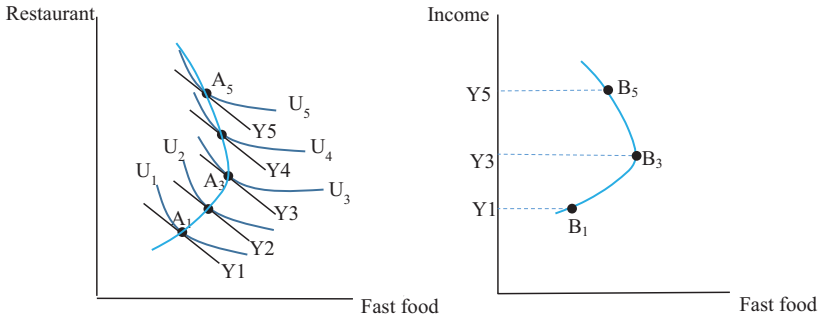 Restaurant
A5
U5
Y5
U4
Y4
U2
U1
A3
U3
Y3
A1
Y2
Y1
Fast food
Income
Y5
B5
Y3
B3
Y1
B1
Fast food